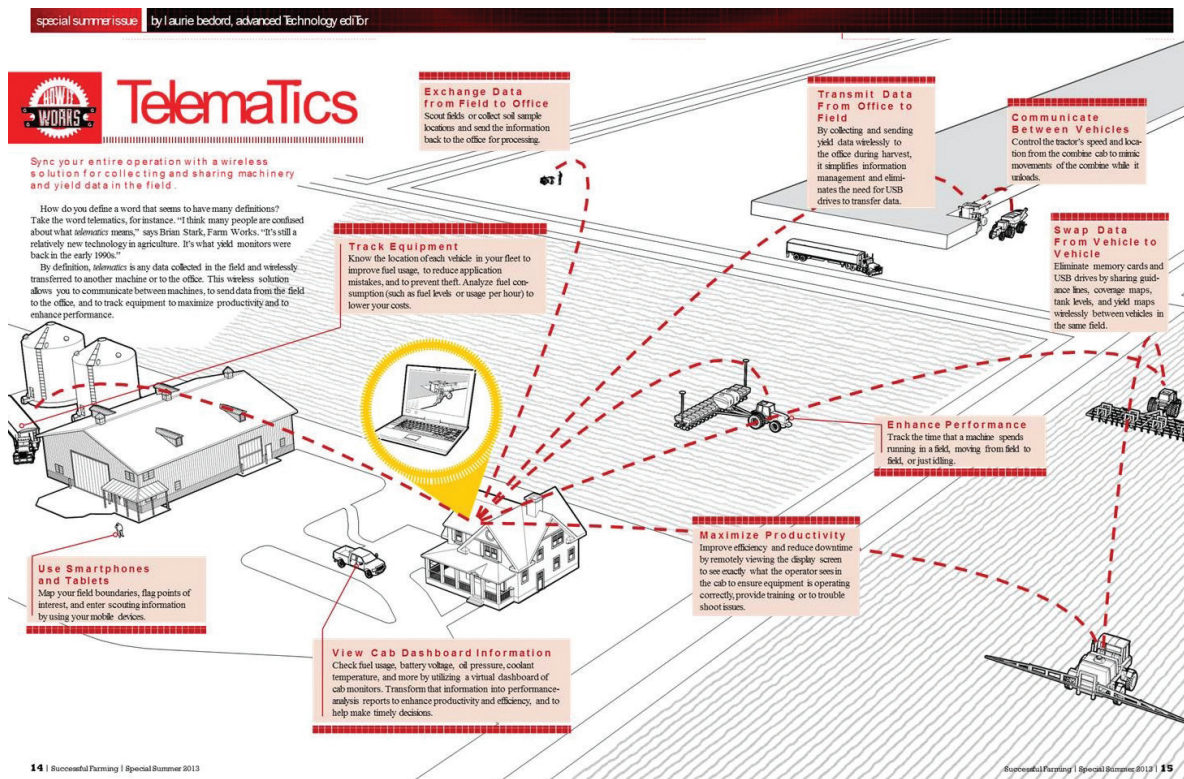 special summer issue by laurie bedord, advanced Technology ediTor
HOW IT
WORKS
TelemaTics
Sync your entire operation with a wireless
solution for collecting and sharing machinery
and yield data in the field.
How do you define a word that seems to have many definitions?
Take the word telematics, for instance. “I think many people are confused
about what telematics means,” says Brian Stark, Farm Works. “It’s still a
relatively new technology in agriculture. It’s what yield monitors were
back in the early 1990s.”
By definition, telematics is any data collected in the field and wirelessly
transferred to another machine or to the office. This wireless solution
allows you to communicate between machines, to send data from the field
to the office, and to track equipment to maximize productivity and to
enhance performance.
Exchange Data
from Field to Office
Scout fields or collect soil sample
locations and send the information
back to the office for processing.
Transmit Data
From Office to
Field
By collecting and sending
yield data wirelessly to
the office during harvest,
it simplifies information
management and elimi-
nates the need for USB
drives to transfer data.
Communicate
Between Vehicles
Control the tractor’s speed and loca-
tion from the combine cab to mimic
movements of the combine while it
unloads.
Track Equipment
Know the location of each vehicle in your fleet to
improve fuel usage, to reduce application
mistakes, and to prevent theft. Analyze fuel con-
sumption (such as fuel levels or usage per hour) to
lower your costs.
Swap Data
From Vehicle to
Vehicle
Eliminate memory cards and
USB drives by sharing guid-
ance lines, coverage maps,
tank levels, and yield maps
wirelessly between vehicles in
the same field.
Enhance Performance
Track the time that a machine spends
running in a field, moving from field to
field, or just idling.
Maximize Productivity
Improve efficiency and reduce downtime
by remotely viewing the display screen
to see exactly what the operator sees in
the cab to ensure equipment is operating
correctly, provide training or to trouble
shoot issues.
Use Smartphones
and Tablets
Map your field boundaries, flag points of
interest, and enter scouting information
by using your mobile devices.
View Cab Dashboard Information
Check fuel usage, battery voltage, oil pressure, coolant
temperature, and more by utilizing a virtual dashboard of
cab monitors. Transform that information into performance-
analysis reports to enhance productivity and efficiency, and to
help make timely decisions.
14 | Successful Farming | Special Summer 2013
Successful Farming | Special Summer 2013 | 15